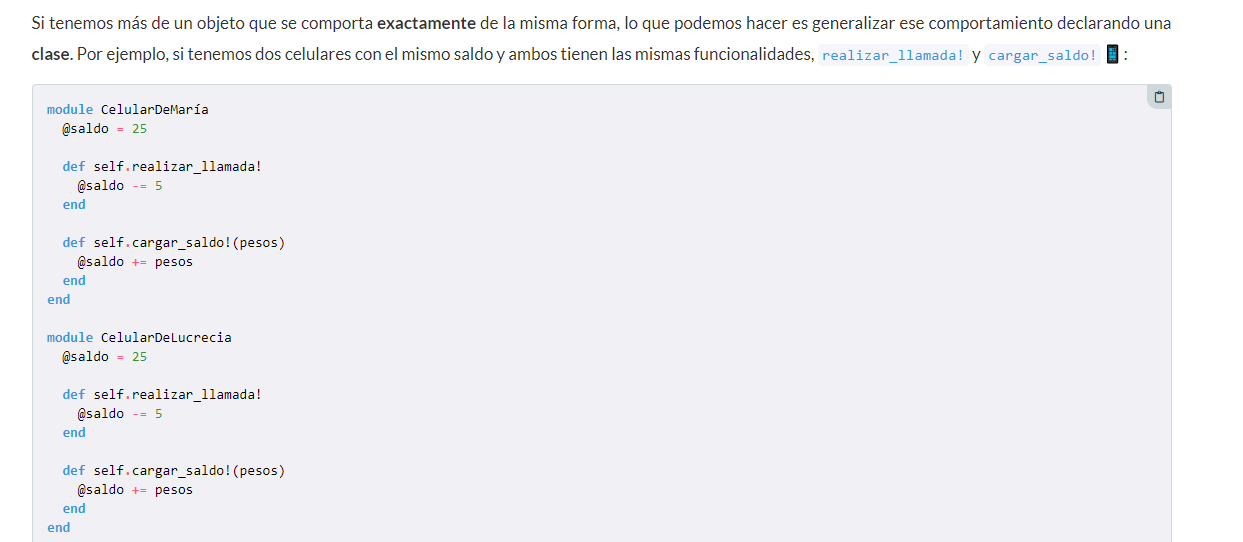 Si tenemos más de un objeto que se comporta exactamente de la misma forma, lo que podemos hacer es generalizar ese comportamiento declarando una
clase. Por ejemplo, si tenemos dos celulares con el mismo saldo y ambos tienen las mismas funcionalidades, realizar_llamada! y cargar_saldo! 📱:
module CelularDeMaría
  @saldo = 25
  def self.realizar_llamada!
    @saldo -= 5
  end
  def self.cargar_saldo!(pesos)
    @saldo += pesos
  end
end
module CelularDeLucrecia
  @saldo = 25
  def self.realizar_llamada!
    @saldo -= 5
  end
  def self.cargar_saldo!(pesos)
    @saldo += pesos
  end
end